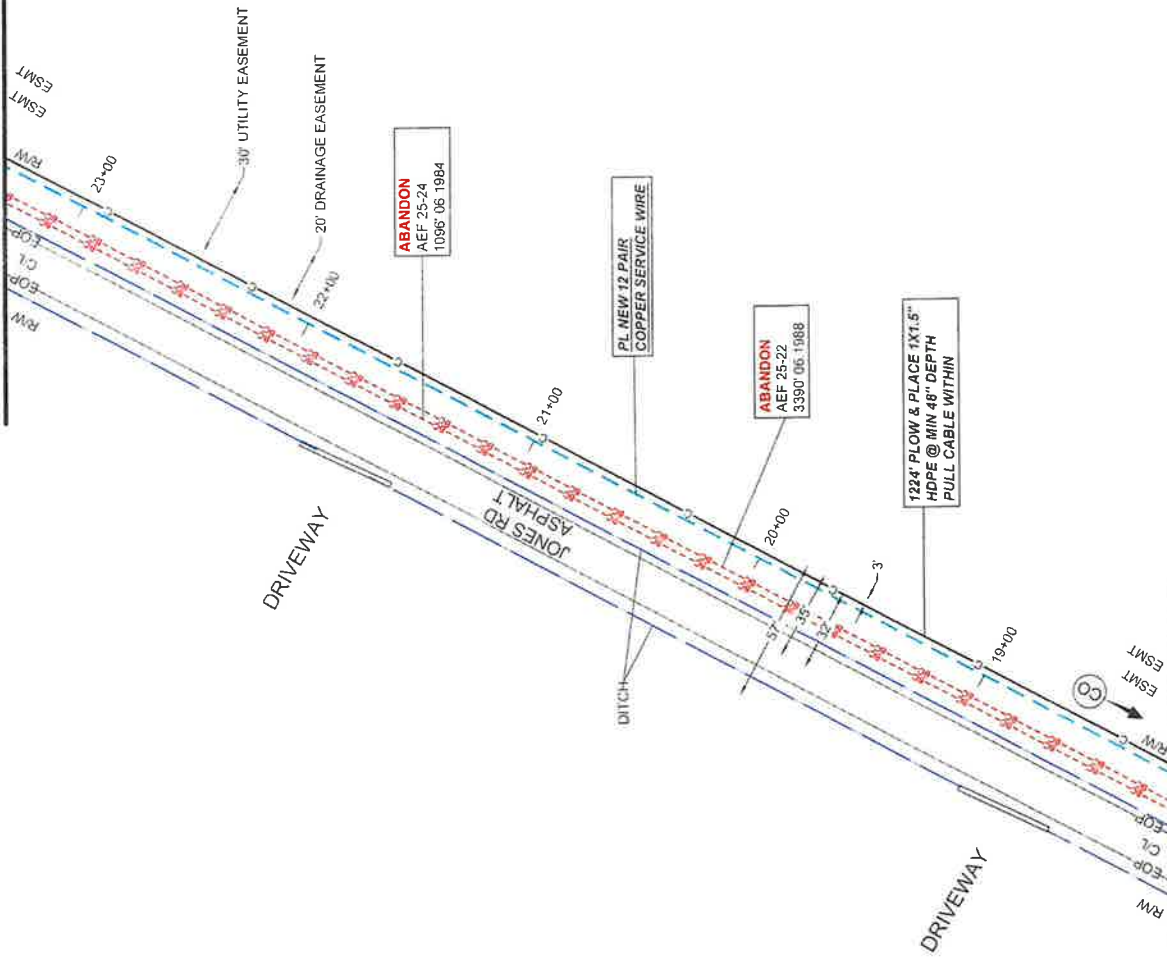 ESMT
ESMT
R/W
EOP
C/L
EOP
R/W
23+00
30' UTILITY EASEMENT
20' DRAINAGE EASEMENT
22+00
ABANDON
AEF 25-24
1096' 06 1984
PL NEW 12 PAIR
COPPER SERVICE WIRE
21+00
DRIVEWAY
JONES RD
ASPHALT
ABANDON
AEF 25-22
3390' 06 1988
20+00
57'
35'
32'
3'
1224' PLOW & PLACE 1X1.5"
HDPE @ MIN 48" DEPTH
PULL CABLE WITHIN
DITCH
19+00
CO
ESMT
ESMT
R/W
EOP
C/L
EOP
R/W
DRIVEWAY